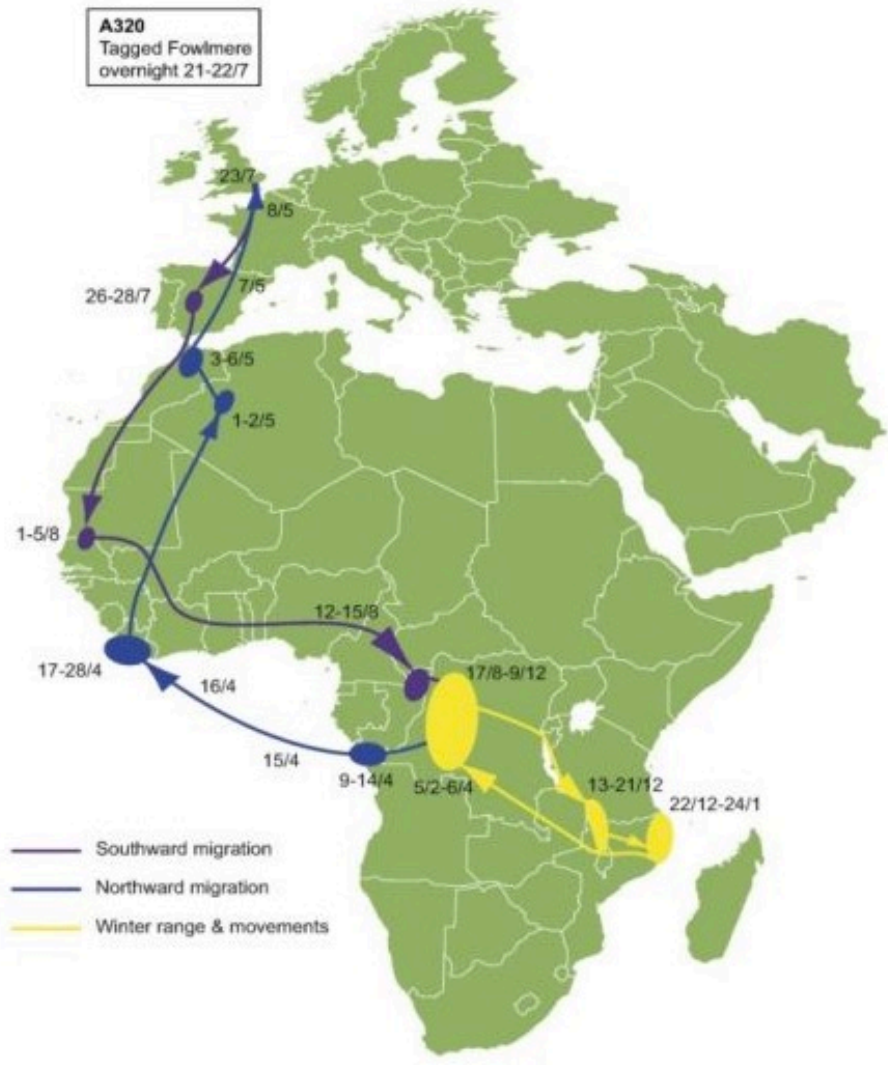 A320
Tagged Fowlmere
overnight 21-22/7
23/7
8/5
26-28/7
7/5
3-6/5
1-2/5
1-5/8
12-15/8
17/8-9/12
17-28/4
16/4
15/4
9-14/4
5/2-6/4
13-21/12
22/12-24/1
Southward migration
Northward migration
Winter range & movements